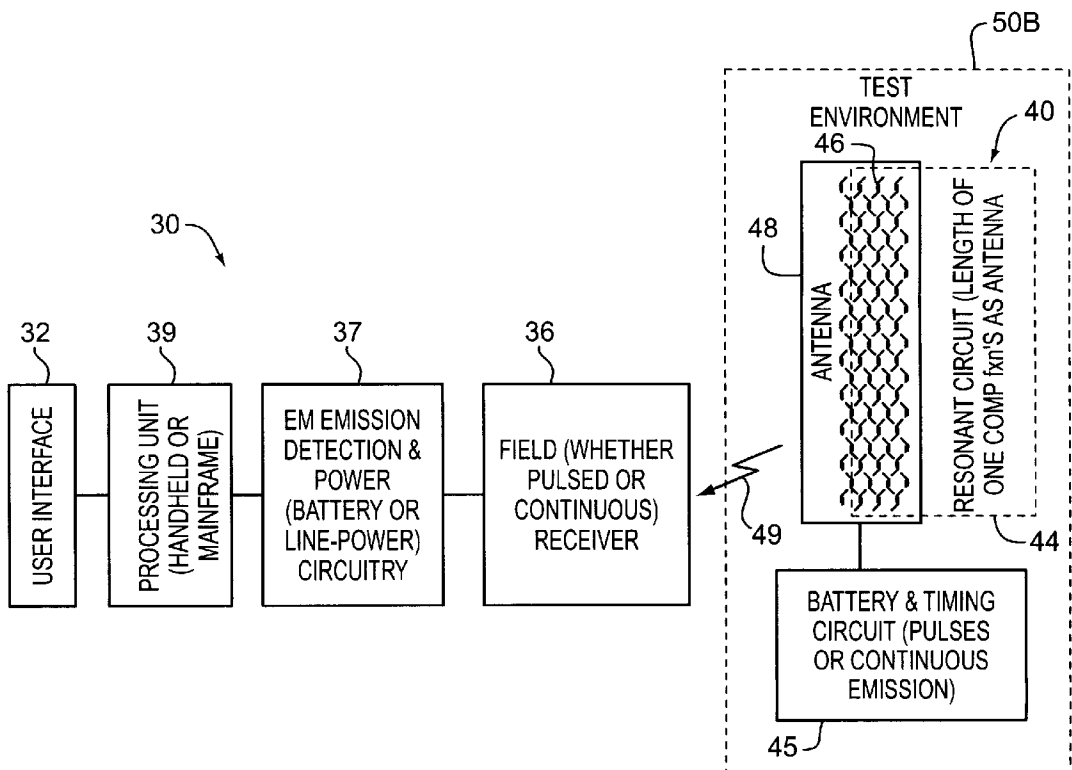 50B
TEST
ENVIRONMENT
40
46
48
ANTENNA
RESONANT CIRCUIT (LENGTH OF
ONE COMP fxn'S AS ANTENNA
44
30
32
39
37
36
USER INTERFACE
PROCESSING UNIT
(HANDHELD OR
MAINFRAME)
EM EMISSION
DETECTION &
POWER
(BATTERY OR
LINE-POWER)
CIRCUITRY
FIELD (WHETHER
PULSED OR
CONTINUOUS)
RECEIVER
49
BATTERY & TIMING
CIRCUIT (PULSES
OR CONTINUOUS
EMISSION)
45